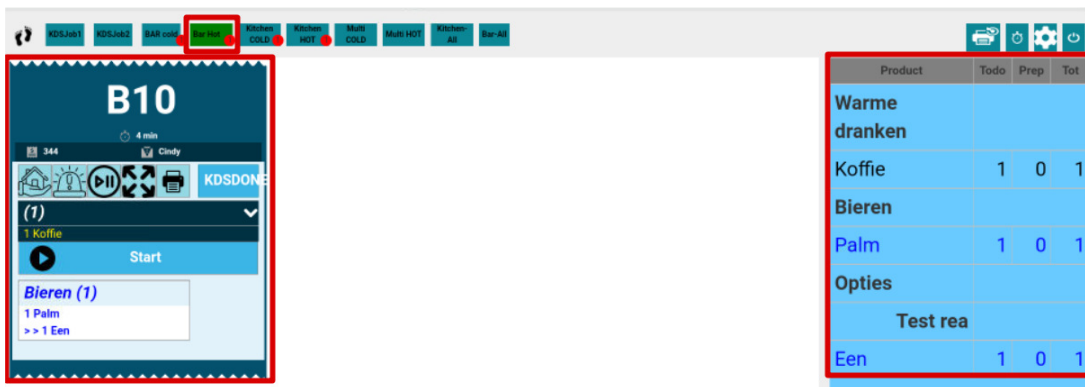 KDSJob1
KDSJob2
BAR cold
Bar Hot
Kitchen
COLD
Kitchen
HOT
Multi
COLD
Multi HOT
Kitchen-
All
Bar-All
B10
4 min
344 Cindy
KDSDONE
(1)
1 Koffie
Start
Bieren (1)
1 Palm
> > 1 Een
Product Todo Prep Tot
Warme
dranken
Koffie 1 0 1
Bieren
Palm 1 0 1
Opties
Test rea
Een 1 0 1